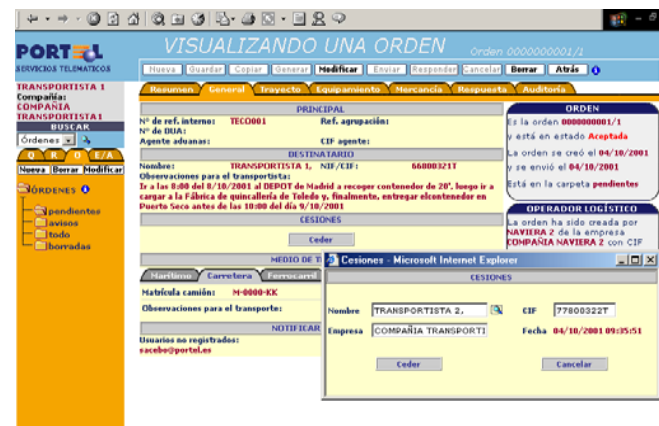 VISUALIZANDO UNA ORDEN Orden 0000000001/1
PORTEL
SERVICIOS TELEMATICOS
Nueva Guardar Copiar Generar Modificar Enviar Responder Cancelar Borrar Atrás
TRANSPORTISTA 1
Compañía:
COMPAÑIA
TRANSPORTISTA1
BUSCAR
Órdenes
Q R O E/A
Nueva Borrar Modificar
ÓRDENES
pendientes
avisos
todo
borradas
Resumen General Trayecto Equipamiento Mercancía Respuesta Auditoría
PRINCIPAL
Nº de ref. interno: TECO001 Ref. agrupación:
Nº de DUA:
Agente aduanas: CIF agente:
DESTINATARIO
Nombre: TRANSPORTISTA 1, NIF/CIF: 66800321T
Observaciones para el transportista:
Ir a las 8:00 del 8/10/2001 al DEPOT de Madrid a recoger contenedor de 20', luego ir a
cargar a la Fábrica de quincallería de Toledo y, finalmente, entregar elcontenedor en
Puerto Seco antes de las 18:00 del día 9/10/2001
CESIONES
Ceder
MEDIO DE T
Marítimo Carretera Ferrocarril
Matrícula camión: M-0000-KK
Observaciones para el transporte:
NOTIFICAR
Usuarios no registrados:
sacebo@portel.es
ORDEN
Es la orden 0000000001/1
y está en estado Aceptada
La orden se creó el 04/10/2001
y se envió el 04/10/2001
Está en la carpeta pendientes
OPERADOR LOGÍSTICO
La orden ha sido creada por
NAVIERA 2 de la empresa
COMPAÑIA NAVIERA 2 con CIF
Cesiones - Microsoft Internet Explorer
CESIONES
Nombre TRANSPORTISTA 2, CIF 77800322T
Empresa COMPAÑIA TRANSPORTI Fecha 04/10/2001 09:35:51
Ceder Cancelar